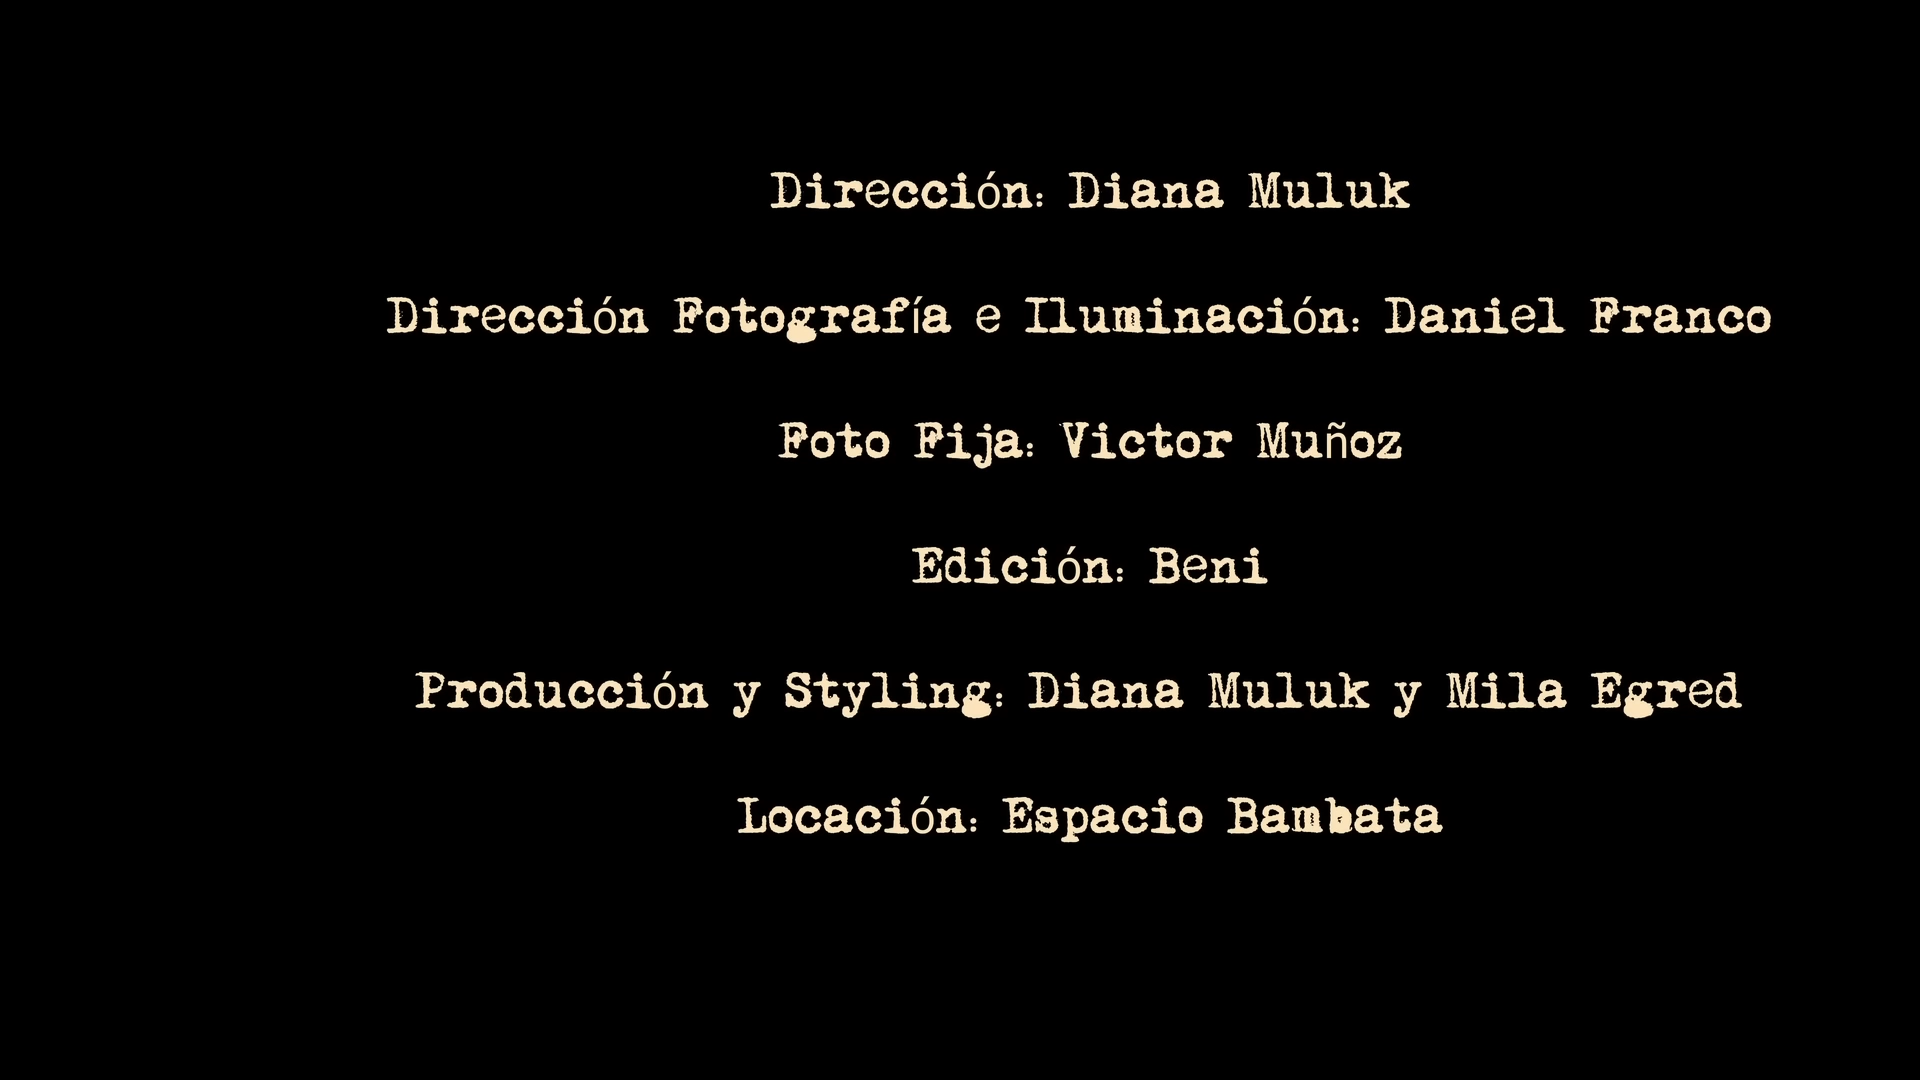 Dirección: Diana Muluk
Dirección Fotografía e Iluminación: Daniel Franco
Foto Fija: Victor Muñoz
Edición: Beni
Producción y Styling: Diana Muluk y Mila Egred
Locación: Espacio Bambata